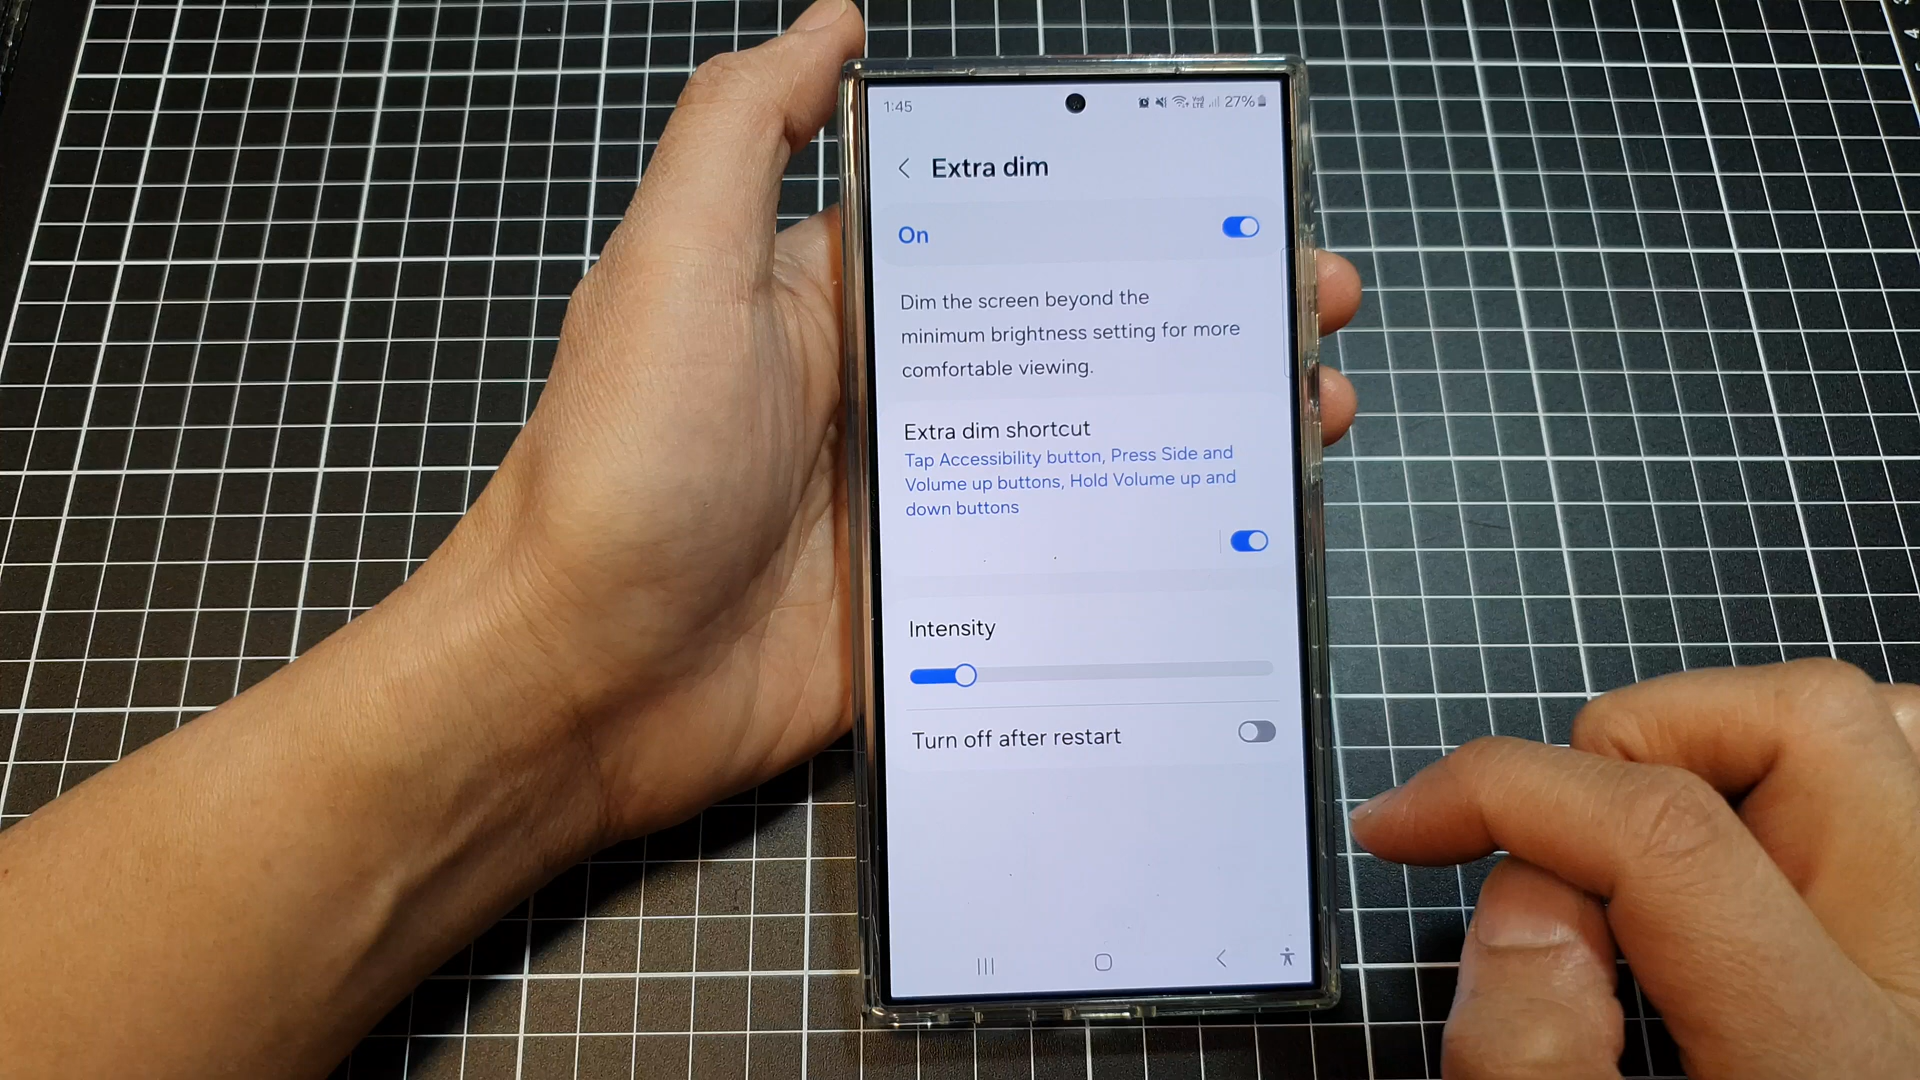 1:45
27%
Extra dim
On
Dim the screen beyond the
minimum brightness setting for more
comfortable viewing.
Extra dim shortcut
Tap Accessibility button, Press Side and
Volume up buttons, Hold Volume up and
down buttons
Intensity
Turn off after restart